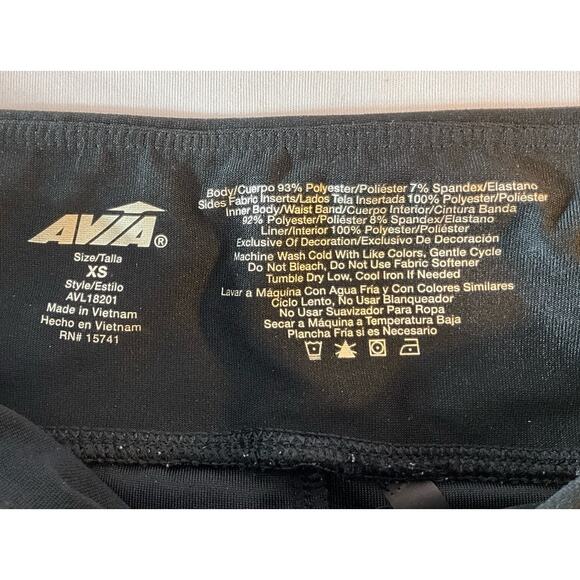 AVIA®
Size/Talla
XS
Style/Estilo
AVL18201
Made in Vietnam
Hecho en Vietnam
RN# 15741
Body/Cuerpo 93% Polyester/Poliéster 7% Spandex/Elastano
Sides Fabric Inserts/Lados Tela Insertada 100% Polyester/Poliéster
Inner Body/Waist Band/Cuerpo Interior/Cintura Banda
92% Polyester/Poliéster 8% Spandex/Elastano
Liner/Interior 100% Polyester/Poliéster
Exclusive Of Decoration/Exclusivo De Decoración
Machine Wash Cold With Like Colors, Gentle Cycle
Do Not Bleach, Do Not Use Fabric Softener
Tumble Dry Low, Cool Iron If Needed
Lavar a Máquina Con Agua Fria y Con Colores Similares
Ciclo Lento, No Usar Blanqueador
No Usar Suavizador Para Ropa
Secar a Máquina a Temperatura Baja
Plancha Fria si es Necesario